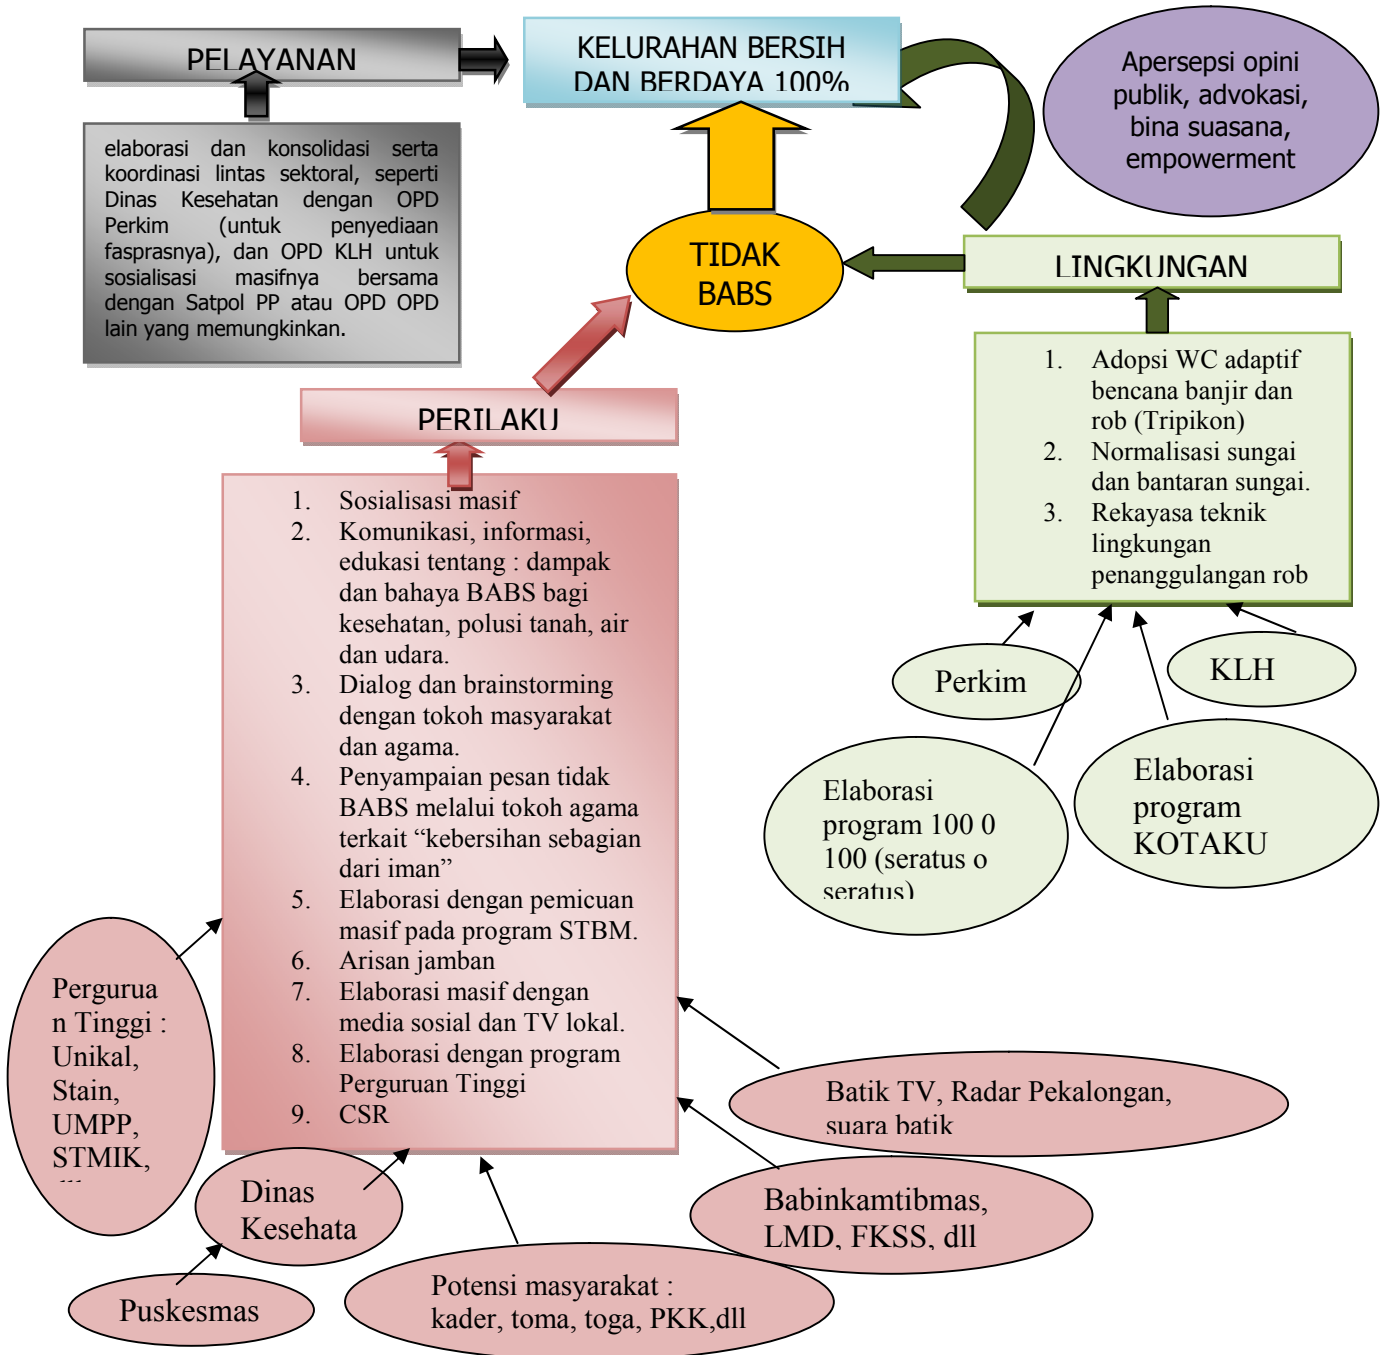 PELAYANAN
KELURAHAN BERSIH
DAN BERDAYA 100%
Apersepsi opini
publik, advokasi,
bina suasana,
empowerment
elaborasi dan konsolidasi serta
koordinasi lintas sektoral, seperti
Dinas Kesehatan dengan OPD
Perkim (untuk penyediaan
fasprasnya), dan OPD KLH untuk
sosialisasi masifnya bersama
dengan Satpol PP atau OPD OPD
lain yang memungkinkan.
TIDAK
BABS
LINGKUNGAN
1. Adopsi WC adaptif
bencana banjir dan
rob (Tripikon)
2. Normalisasi sungai
dan bantaran sungai.
3. Rekayasa teknik
lingkungan
penanggulangan rob
PERILAKU
1. Sosialisasi masif
2. Komunikasi, informasi,
edukasi tentang : dampak
dan bahaya BABS bagi
kesehatan, polusi tanah, air
dan udara.
3. Dialog dan brainstorming
dengan tokoh masyarakat
dan agama.
4. Penyampaian pesan tidak
BABS melalui tokoh agama
terkait “kebersihan sebagian
dari iman”
5. Elaborasi dengan pemicuan
masif pada program STBM.
6. Arisan jamban
7. Elaborasi masif dengan
media sosial dan TV lokal.
8. Elaborasi dengan program
Perguruan Tinggi
9. CSR
Perkim
KLH
Elaborasi
program 100 0
100 (seratus o
seratus)
Elaborasi
program
KOTAKU
Pergurua
n Tinggi :
Unikal,
Stain,
UMPP,
STMIK,
dll
Batik TV, Radar Pekalongan,
suara batik
Dinas
Kesehata
Babinkamtibmas,
LMD, FKSS, dll
Puskesmas
Potensi masyarakat :
kader, toma, toga, PKK,dll